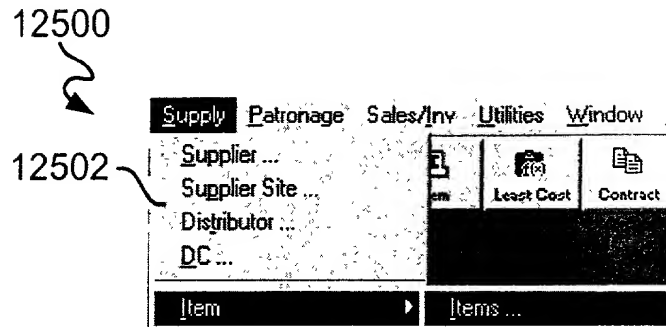 12500
Supply Patronage Sales/Inv Utilities Window
12502
Supplier ...
Supplier Site ...
Distributor ...
DC ...
Least Cost Contract
Item Items ...